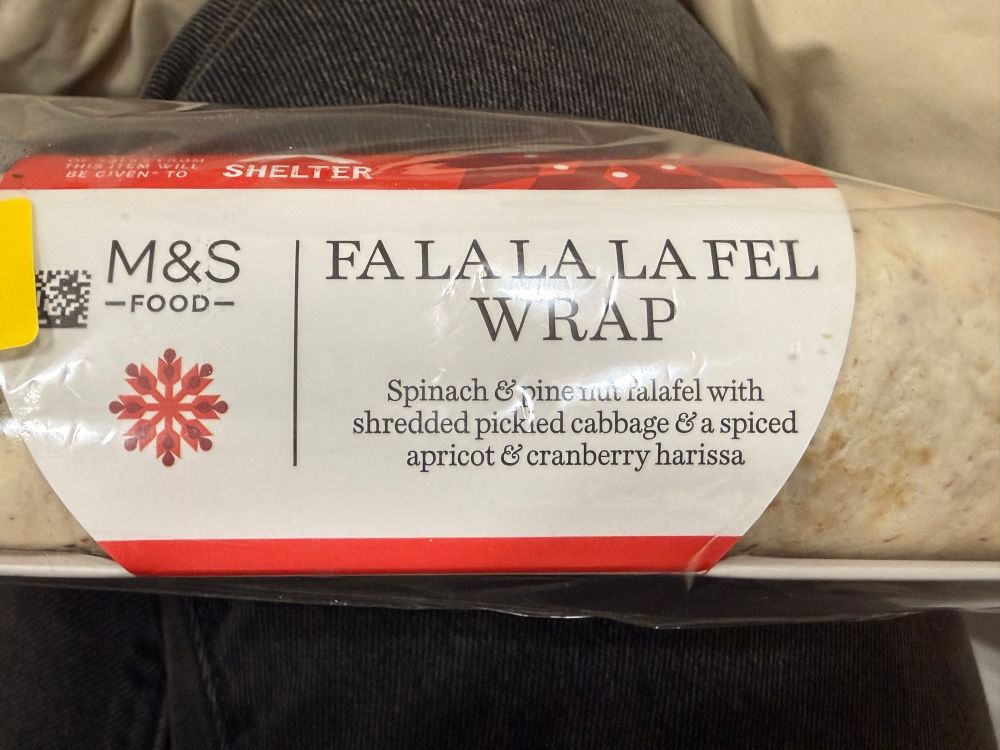 THIS ITEM WILL
BE GIVEN* TO
SHELTER
M&S
FOOD
FA LA LA LA LA FEL
WRAP
Spinach & pine nut falafel with
shredded pickled cabbage & a spiced
apricot & cranberry harissa